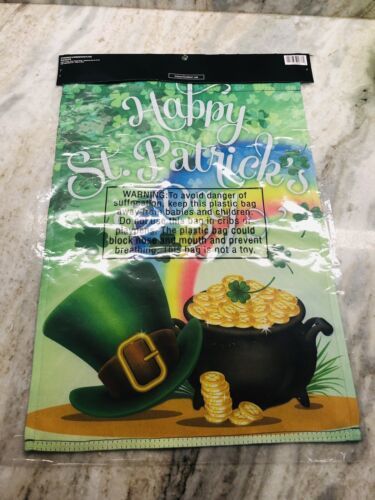 Happy
St. Patrick's
WARNING:To avoid danger of
suffocation, keep this plastic bag
away from babies and children.
Do not use this bag in cribs or
playpens. The plastic bag could
block nose and mouth and prevent
breathing. This bag is not a toy.